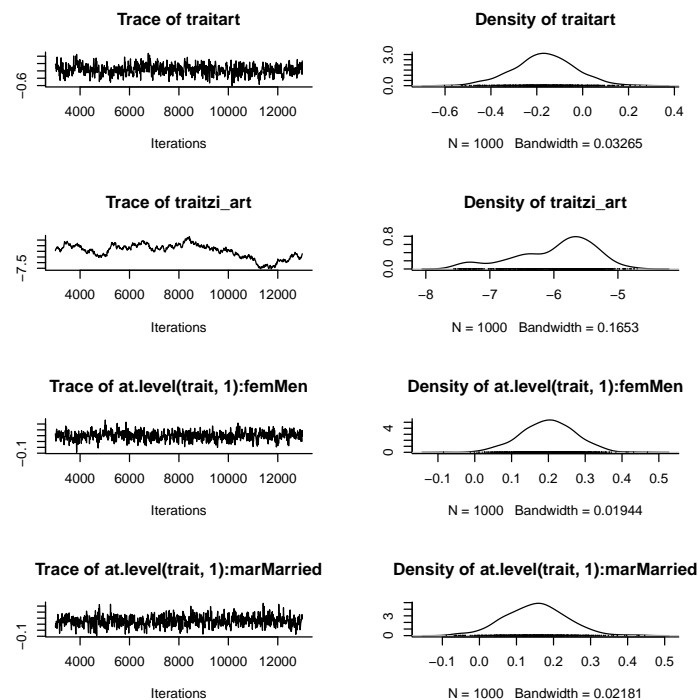 Trace of traitart
−0.6
4000 6000 8000 10000 12000
Iterations
Density of traitart
0.0 3.0
−0.6 −0.4 −0.2 0.0 0.2 0.4
N = 1000 Bandwidth = 0.03265
Trace of traitzi_art
−7.5
4000 6000 8000 10000 12000
Iterations
Density of traitzi_art
0.0 0.8
−8 −7 −6 −5
N = 1000 Bandwidth = 0.1653
Trace of at.level(trait, 1):femMen
−0.1
4000 6000 8000 10000 12000
Iterations
Density of at.level(trait, 1):femMen
0 4
−0.1 0.0 0.1 0.2 0.3 0.4 0.5
N = 1000 Bandwidth = 0.01944
Trace of at.level(trait, 1):marMarried
−0.1
4000 6000 8000 10000 12000
Iterations
Density of at.level(trait, 1):marMarried
0 3
−0.1 0.0 0.1 0.2 0.3 0.4 0.5
N = 1000 Bandwidth = 0.02181